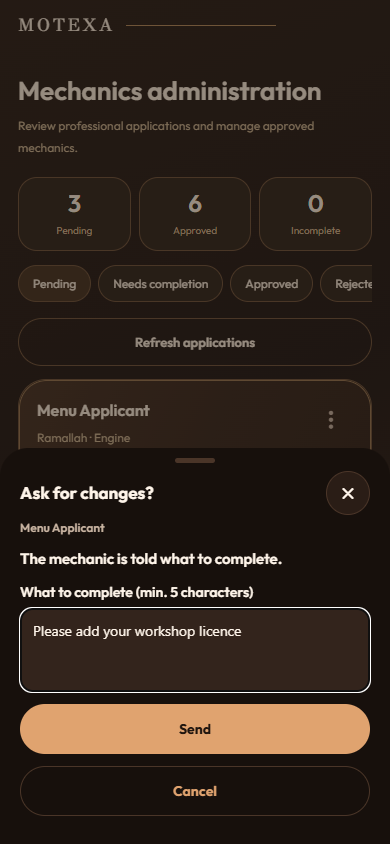 MOTEXA
Mechanics administration
Review professional applications and manage approved
mechanics.
3
Pending
6
Approved
0
Incomplete
Pending
Needs completion
Approved
Rejecte
Refresh applications
Menu Applicant
Ramallah · Engine
Ask for changes?
Menu Applicant
The mechanic is told what to complete.
What to complete (min. 5 characters)
Please add your workshop licence
Send
Cancel